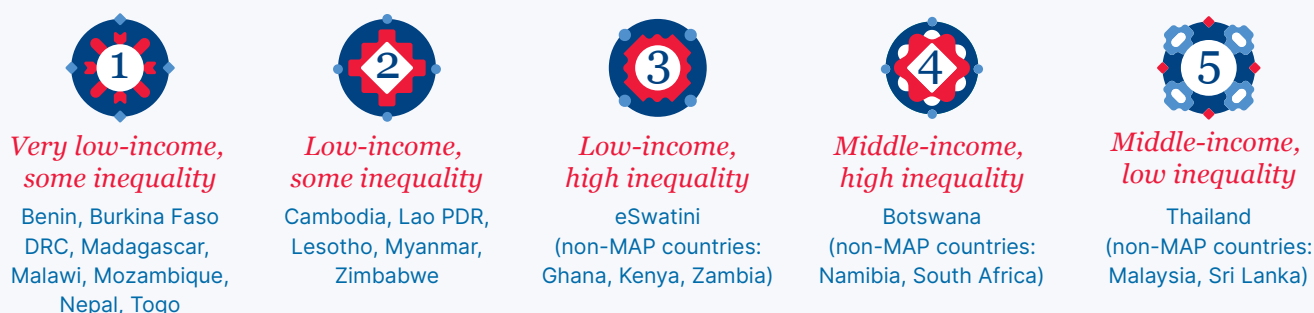 1
Very low-income,
some inequality
Benin, Burkina Faso
DRC, Madagascar,
Malawi, Mozambique,
Nepal, Togo
2
Low-income,
some inequality
Cambodia, Lao PDR,
Lesotho, Myanmar,
Zimbabwe
3
Low-income,
high inequality
eSwatini
(non-MAP countries:
Ghana, Kenya, Zambia)
4
Middle-income,
high inequality
Botswana
(non-MAP countries:
Namibia, South Africa)
5
Middle-income,
low inequality
Thailand
(non-MAP countries:
Malaysia, Sri Lanka)